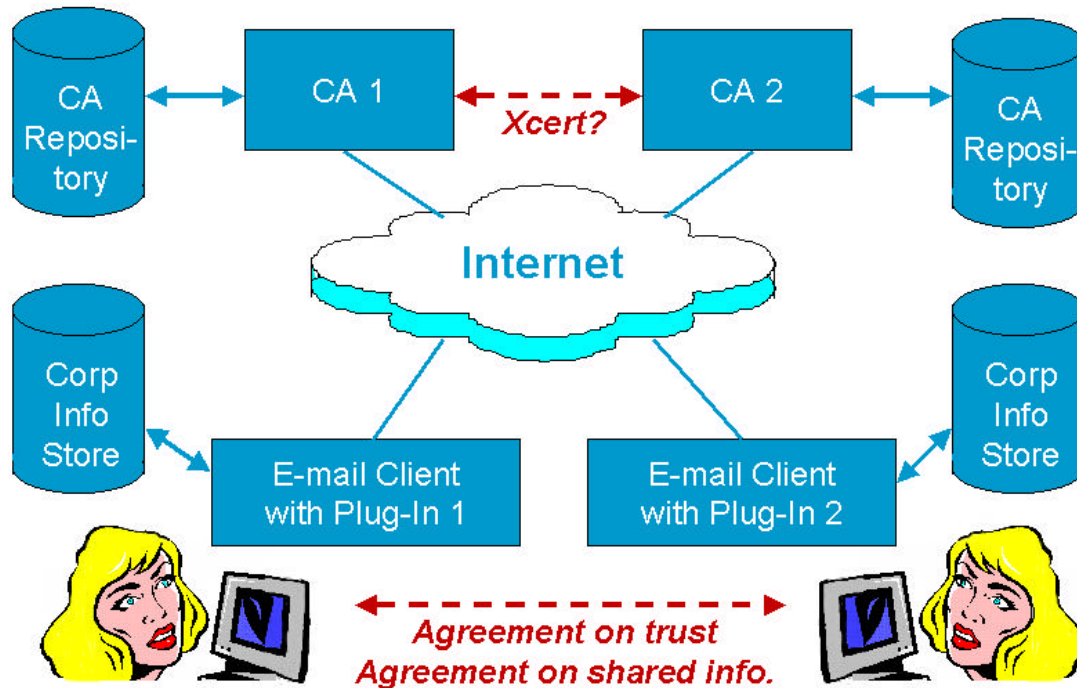 CA
Reposi-
tory
CA 1
Xcert?
CA 2
CA
Reposi-
tory
Internet
Corp
Info
Store
E-mail Client
with Plug-In 1
E-mail Client
with Plug-In 2
Corp
Info
Store
Agreement on trust
Agreement on shared info.